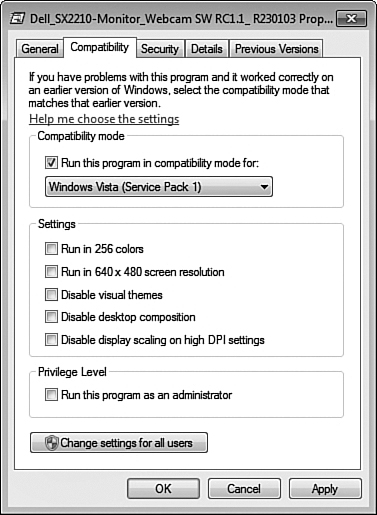 Dell_SX2210-Monitor_Webcam SW RC1.1_ R230103 Prop...
General Compatibility Security Details Previous Versions
If you have problems with this program and it worked correctly on
an earlier version of Windows, select the compatibility mode that
matches that earlier version.
Help me choose the settings
Compatibility mode
Run this program in compatibility mode for:
Windows Vista (Service Pack 1)
Settings
Run in 256 colors
Run in 640 x 480 screen resolution
Disable visual themes
Disable desktop composition
Disable display scaling on high DPI settings
Privilege Level
Run this program as an administrator
Change settings for all users
OK Cancel Apply